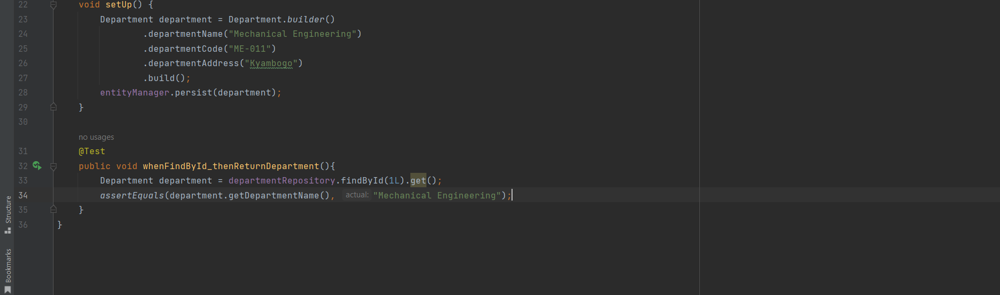 22 void setUp() {
23 Department department = Department.builder()
24 .departmentName("Mechanical Engineering")
25 .departmentCode("ME-011")
26 .departmentAddress("Kyambogo")
27 .build();
28 entityManager.persist(department);
29 }
30
no usages
31 @Test
32 public void whenFindById_thenReturnDepartment(){
33 Department department = departmentRepository.findById(1L).get();
34 assertEquals(department.getDepartmentName(), actual: "Mechanical Engineering");
35 }
36 }
Structure
Bookmarks